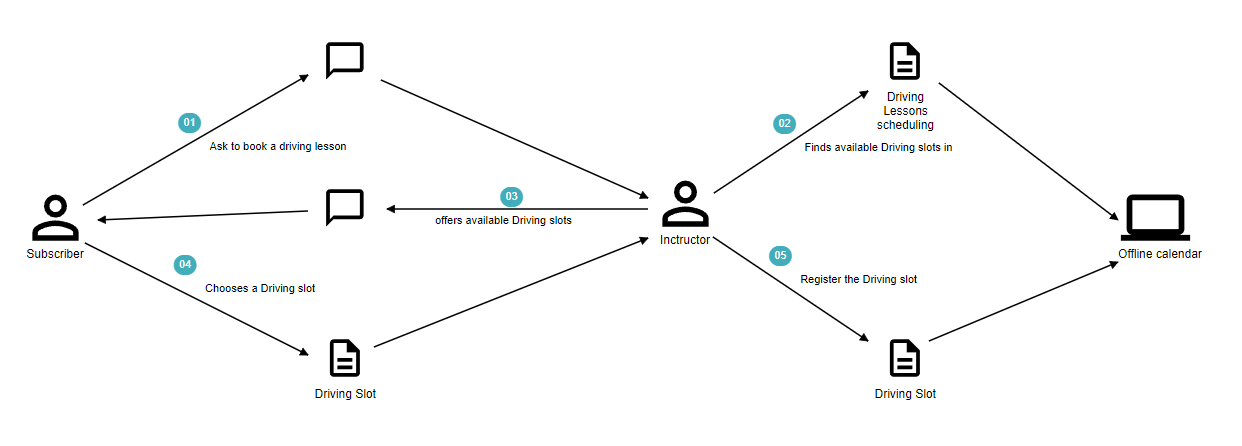 01
Ask to book a driving lesson
02
Driving
Lessons
scheduling
Finds available Driving slots in
03
offers available Driving slots
Subscriber
Inctructor
Offline calendar
04
Chooses a Driving slot
05
Register the Driving slot
Driving Slot
Driving Slot